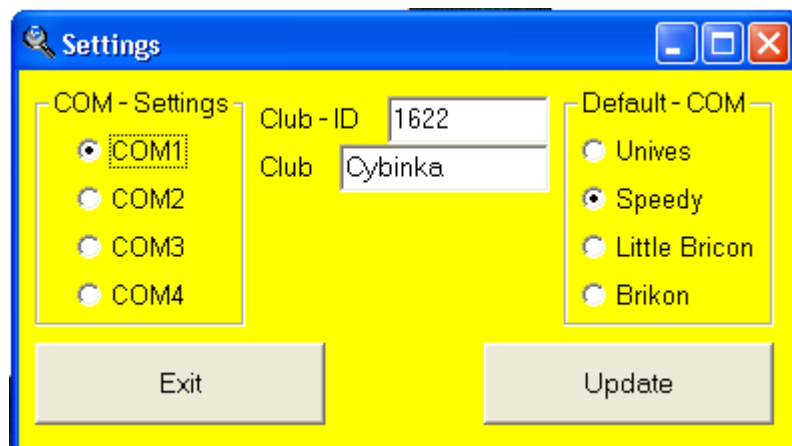 Settings
COM - Settings
COM1
COM2
COM3
COM4
Club - ID 1622
Club Cybinka
Default - COM
Unives
Speedy
Little Bricon
Brikon
Exit
Update